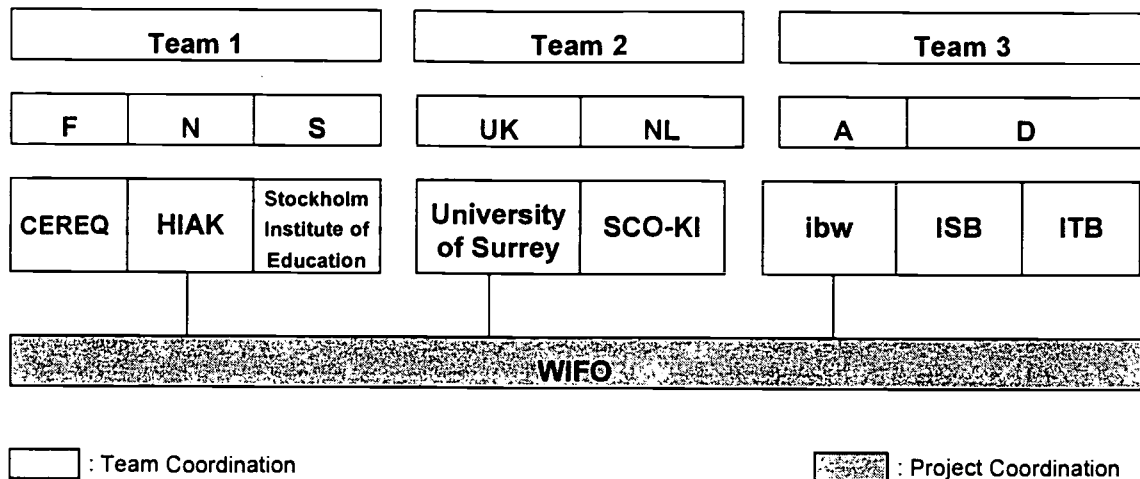 Team 1 Team 2 Team 3
F N S UK NL A D
CEREQ HIAK Stockholm Institute of Education University of Surrey SCO-KI ibw ISB ITB
WIFO
: Team Coordination : Project Coordination